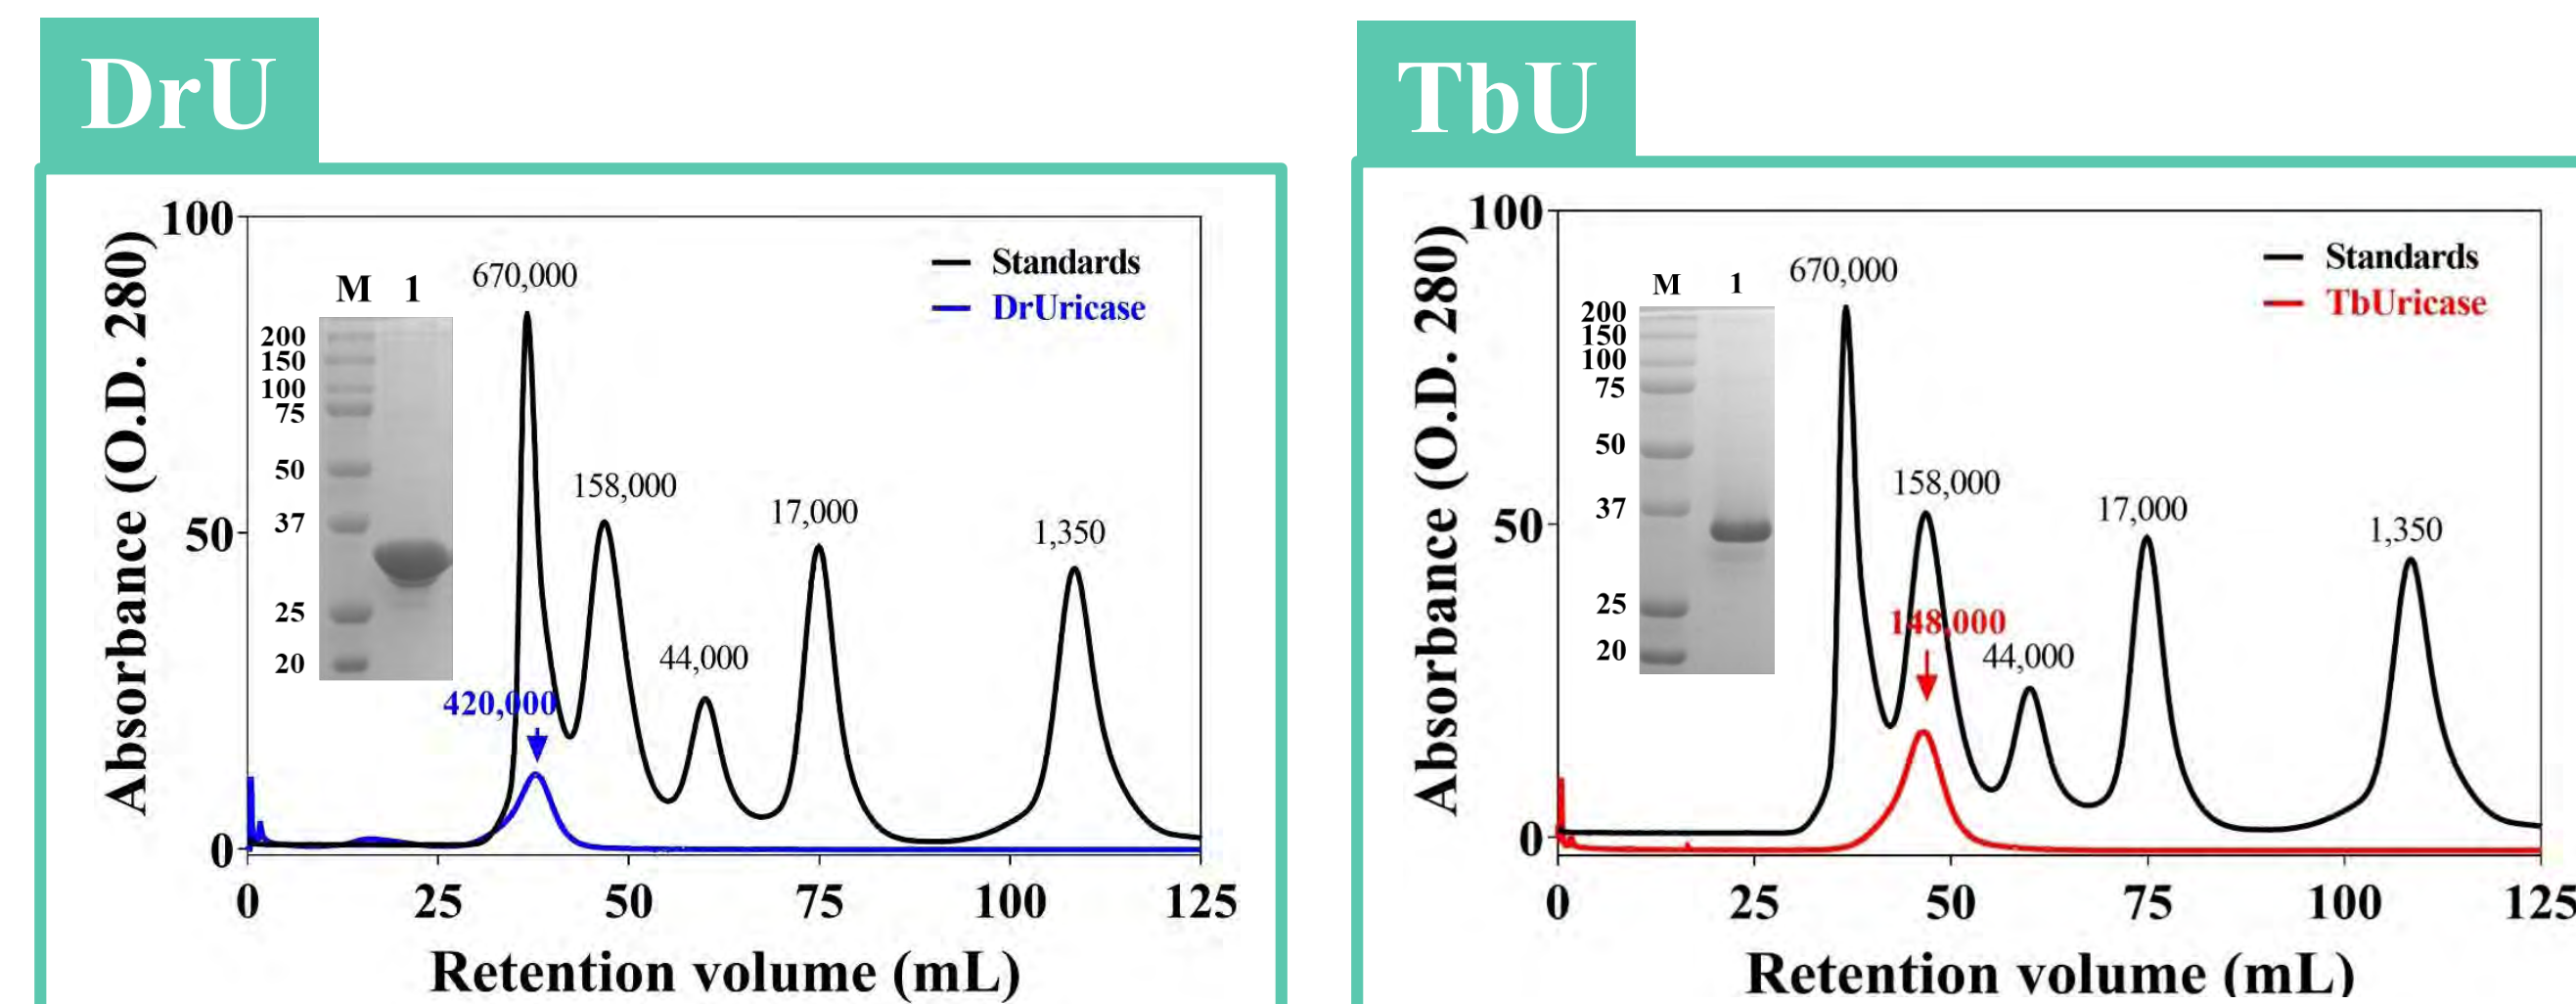 DrU
100
50
0
Absorbance (O.D. 280)
M 1
200
150
100
75
50
37
25
20
670,000
158,000
44,000
17,000
1,350
420,000
Standards
DrUricase
0 25 50 75 100 125
Retention volume (mL)
TbU
100
50
0
Absorbance (O.D. 280)
M 1
200
150
100
75
50
37
25
20
670,000
158,000
148,000
44,000
17,000
1,350
Standards
TbUricase
0 25 50 75 100 125
Retention volume (mL)